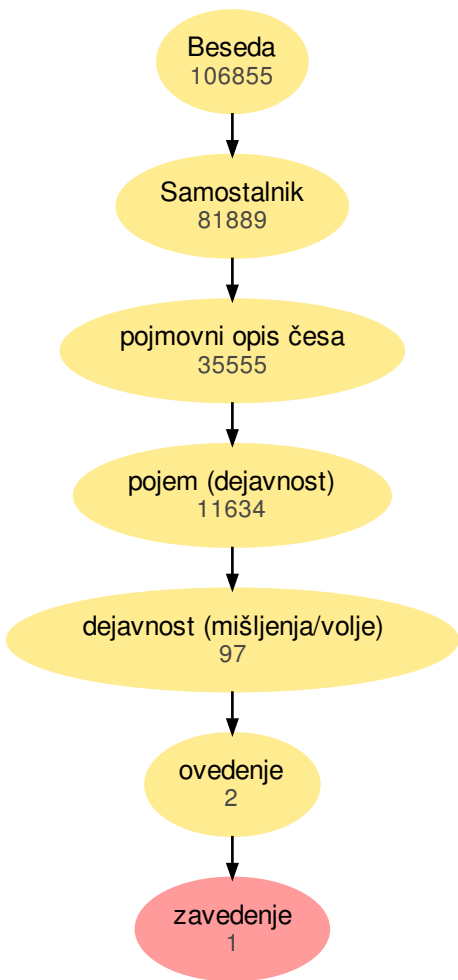 Beseda
106855
Samostalnik
81889
pojmovni opis česa
35555
pojem (dejavnost)
11634
dejavnost (mišljenja/volje)
97
ovedenje
2
zavedenje
1